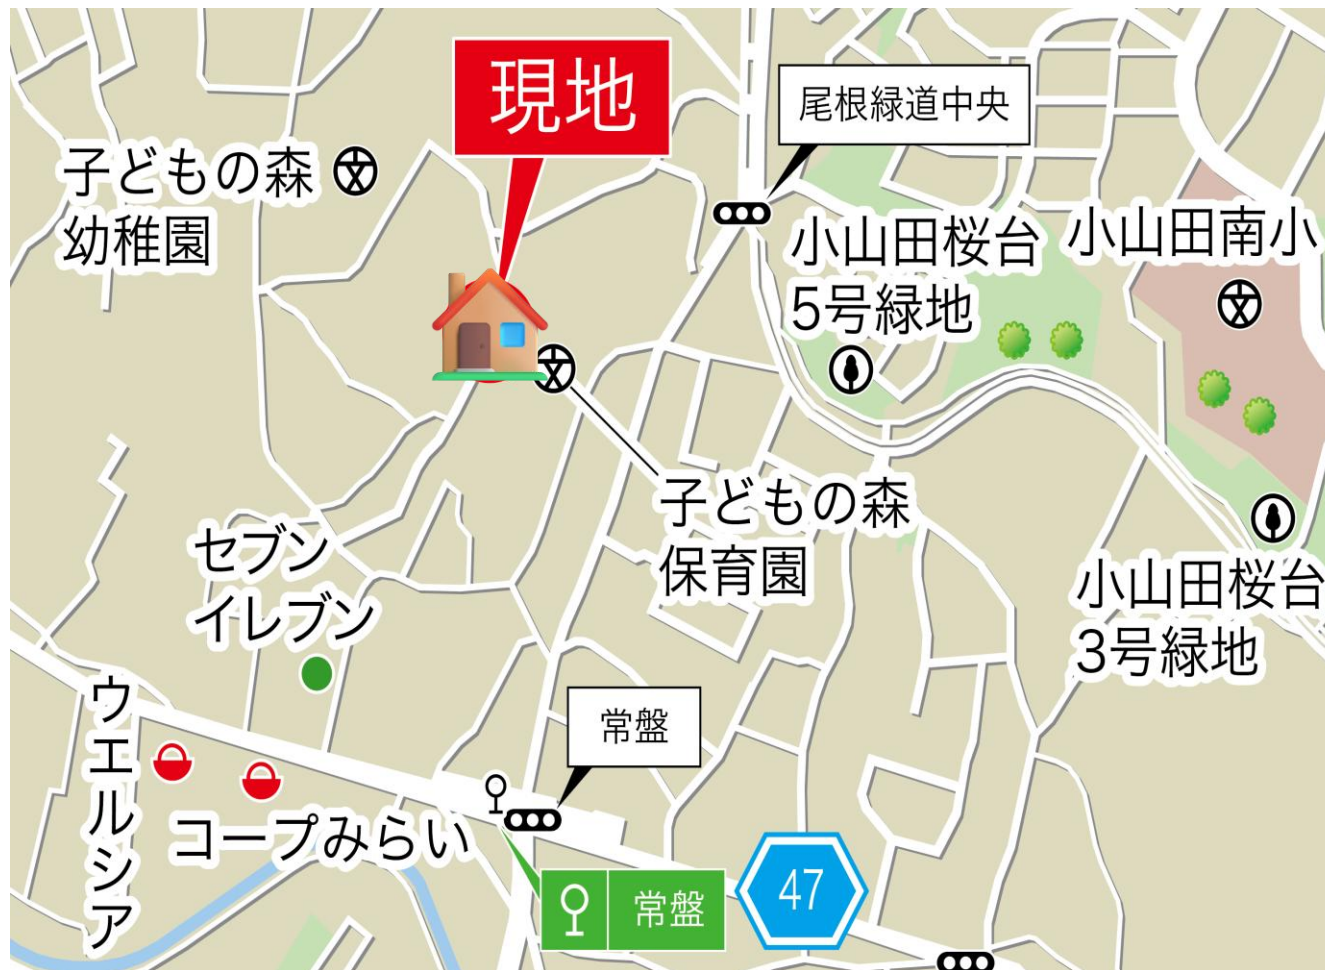 現地
尾根緑道中央
子どもの森
幼稚園
小山田桜台
5号緑地
小山田南小
子どもの森
保育園
セブン
イレブン
小山田桜台
3号緑地
ウエルシア
常盤
コープみらい
常盤
47